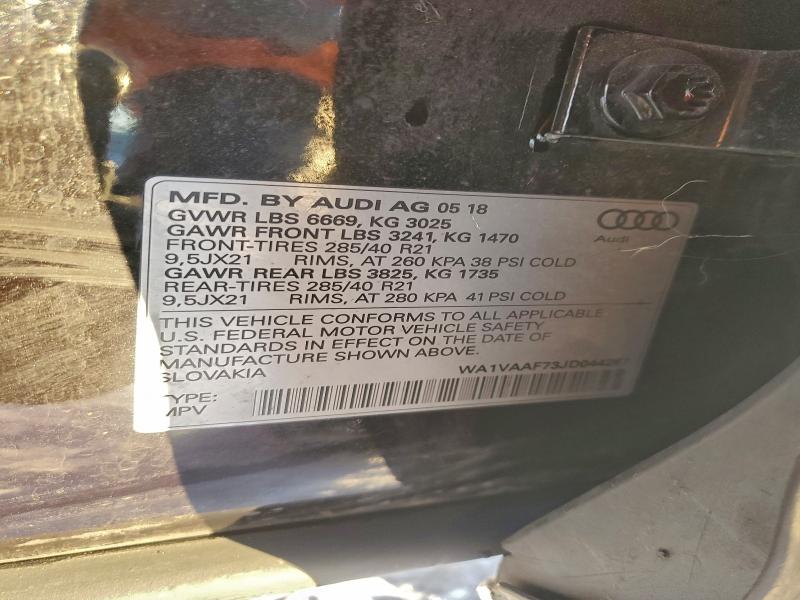 MFD. BY AUDI AG 05 18
GVWR LBS 6669, KG 3025
GAWR FRONT LBS 3241, KG 1470
FRONT-TIRES 285/40 R21
9,5JX21 RIMS, AT 260 KPA 38 PSI COLD
GAWR REAR LBS 3825, KG 1735
REAR-TIRES 285/40 R21
9,5JX21 RIMS, AT 280 KPA 41 PSI COLD
Audi
THIS VEHICLE CONFORMS TO ALL APPLICABLE
U.S. FEDERAL MOTOR VEHICLE SAFETY
STANDARDS IN EFFECT ON THE DATE OF
MANUFACTURE SHOWN ABOVE.
SLOVAKIA
TYPE:
MPV